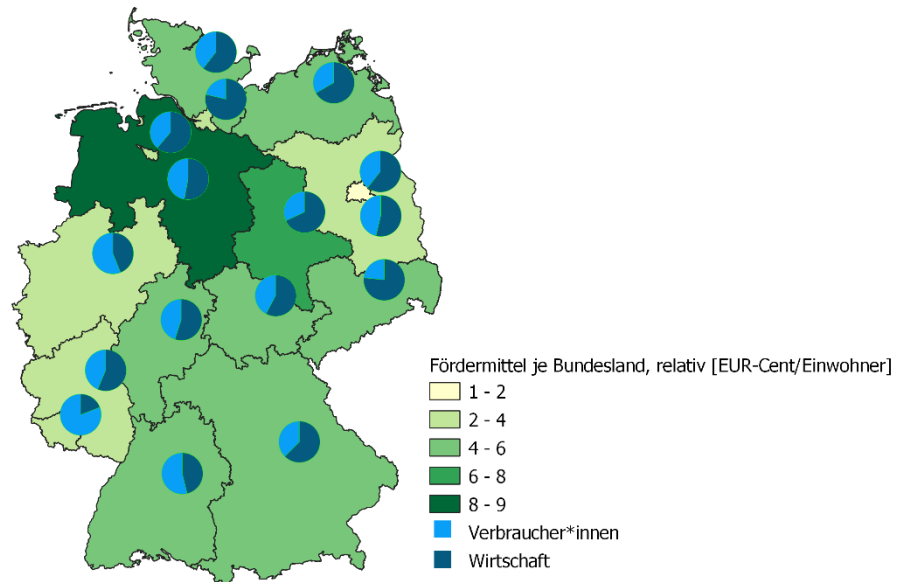 Fördermittel je Bundesland, relativ [EUR-Cent/Einwohner]
1 - 2
2 - 4
4 - 6
6 - 8
8 - 9
Verbraucher*innen
Wirtschaft